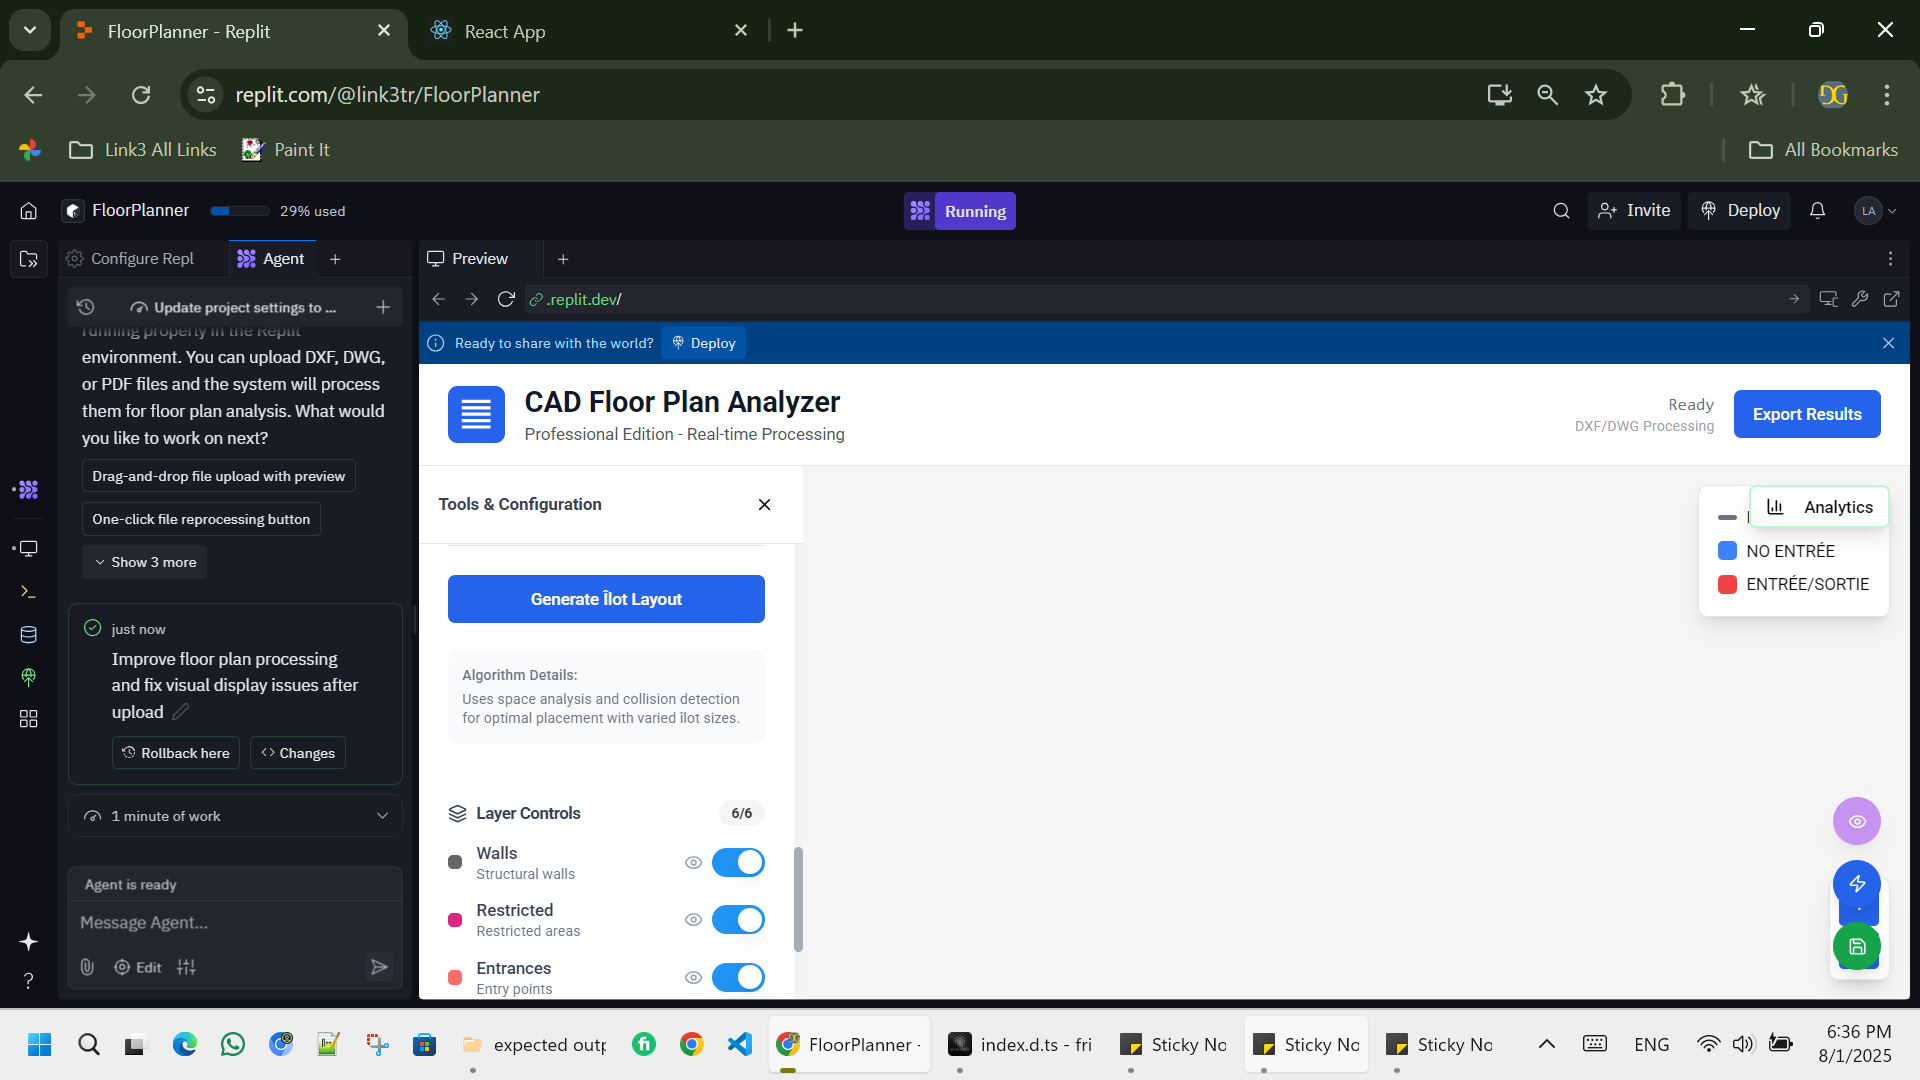 FloorPlanner - Replit
React App
replit.com/@link3tr/FloorPlanner
DG
Link3 All Links
Paint It
All Bookmarks
FloorPlanner
29% used
Running
Invite
Deploy
LA
Configure Repl
Agent
Preview
Update project settings to ...
.replit.dev/
running properly in the Replit
environment. You can upload DXF, DWG,
or PDF files and the system will process
them for floor plan analysis. What would
you like to work on next?
Drag-and-drop file upload with preview
One-click file reprocessing button
Show 3 more
just now
Improve floor plan processing
and fix visual display issues after
upload
Rollback here
Changes
1 minute of work
Agent is ready
Message Agent...
Edit
Ready to share with the world?
Deploy
CAD Floor Plan Analyzer
Professional Edition - Real-time Processing
Ready
DXF/DWG Processing
Export Results
Tools & Configuration
Generate Îlot Layout
Algorithm Details:
Uses space analysis and collision detection
for optimal placement with varied îlot sizes.
Layer Controls
6/6
Walls
Structural walls
Restricted
Restricted areas
Entrances
Entry points
Analytics
NO ENTRÉE
ENTRÉE/SORTIE
expected outp
FloorPlanner -
index.d.ts - fri
Sticky No
Sticky No
Sticky No
ENG
6:36 PM
8/1/2025